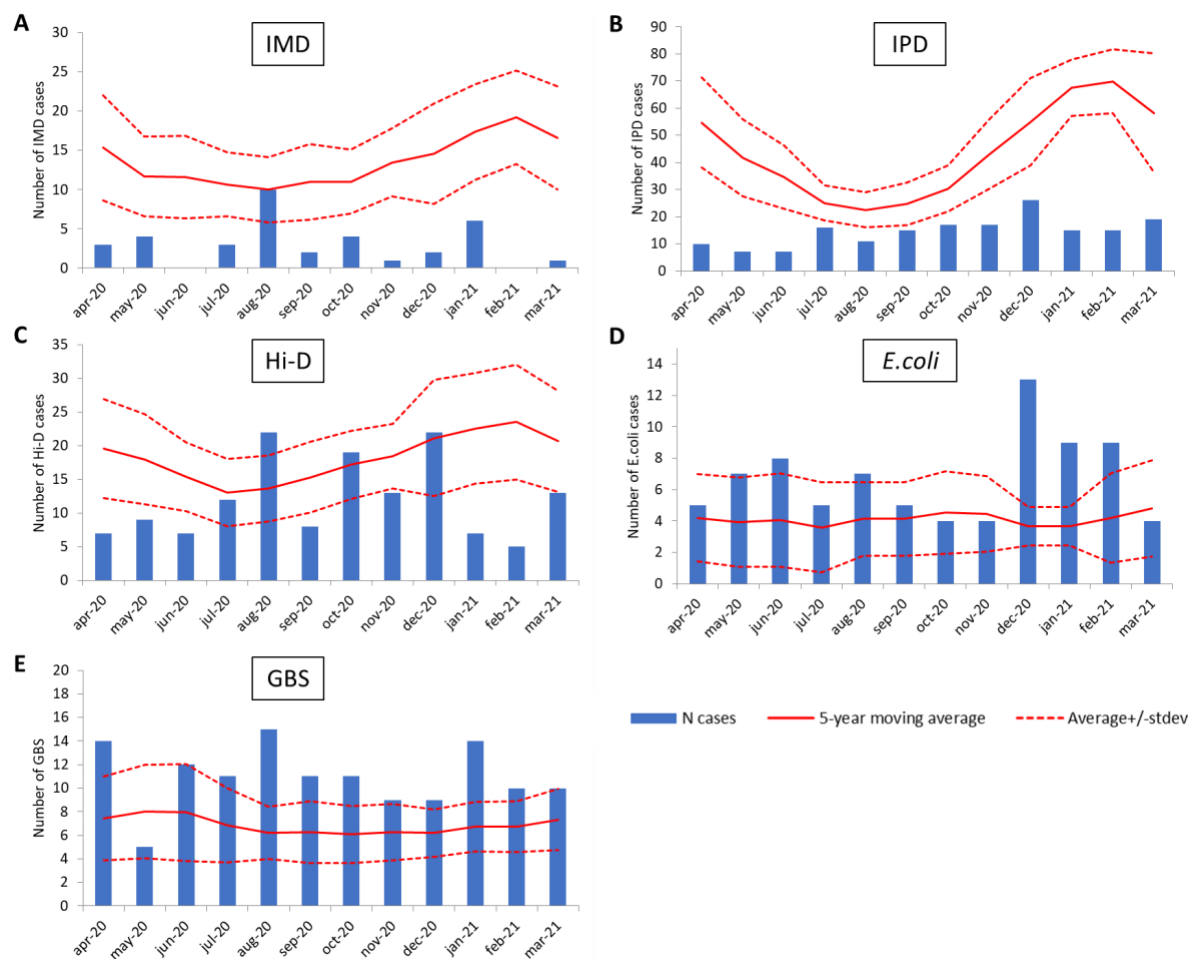 A
IMD
Number of IMD cases
30
25
20
15
10
5
0
apr-20
may-20
jun-20
jul-20
aug-20
sep-20
oct-20
nov-20
dec-20
jan-21
feb-21
mar-21
B
IPD
Number of IPD cases
90
80
70
60
50
40
30
20
10
0
apr-20
may-20
jun-20
jul-20
aug-20
sep-20
oct-20
nov-20
dec-20
jan-21
feb-21
mar-21
C
Hi-D
Number of Hi-D cases
35
30
25
20
15
10
5
0
apr-20
may-20
jun-20
jul-20
aug-20
sep-20
oct-20
nov-20
dec-20
jan-21
feb-21
mar-21
D
E.coli
Number of E.coli cases
14
12
10
8
6
4
2
0
apr-20
may-20
jun-20
jul-20
aug-20
sep-20
oct-20
nov-20
dec-20
jan-21
feb-21
mar-21
E
GBS
Number of GBS
20
18
16
14
12
10
8
6
4
2
0
apr-20
may-20
jun-20
jul-20
aug-20
sep-20
oct-20
nov-20
dec-20
jan-21
feb-21
mar-21
N cases
5-year moving average
Average+/-stdev